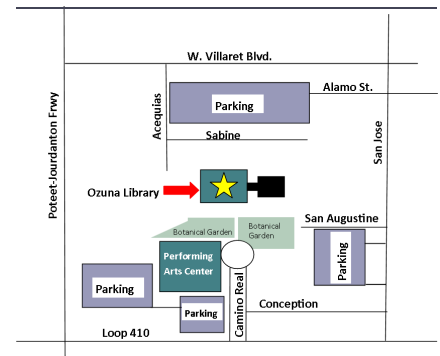 W. Villaret Blvd.
Alamo St.
Parking
Acequias
Sabine
Poteet-Jourdanton Frwy
San Jose
Ozuna Library
Botanical Garden
Botanical
Garden
San Augustine
Performing
Arts Center
Parking
Parking
Parking
Camino Real
Conception
Loop 410